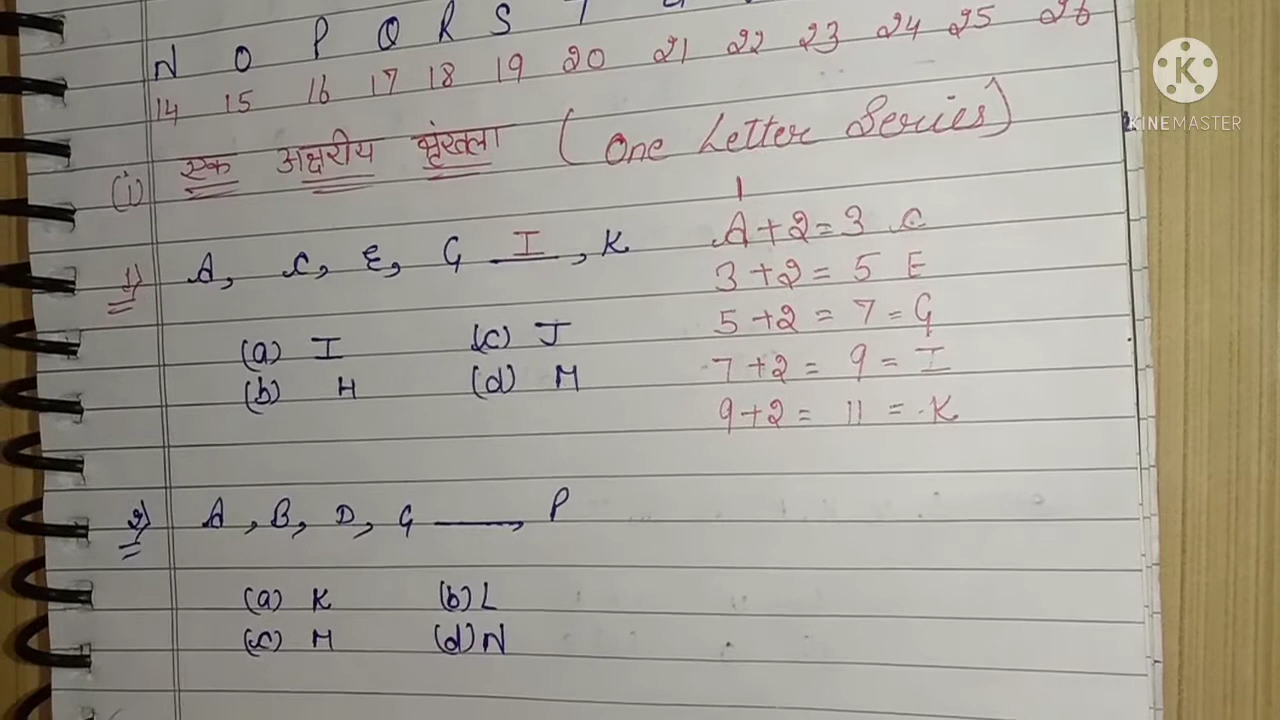 N O P Q R S T
14 15 16 17 18 19 20 21 22 23 24 25 26
K
KINEMASTER
(i) एक अक्षरीय श्रृंखला (One Letter Series)
1) A, C, E, G I, K
(a) I (c) J
(b) H (d) M
1
A+2=3 C
3+2=5 E
5+2=7=G
7+2=9=I
9+2=11=K
2) A, B, D, G ___, P
(a) K (b) L
(c) M (d) N